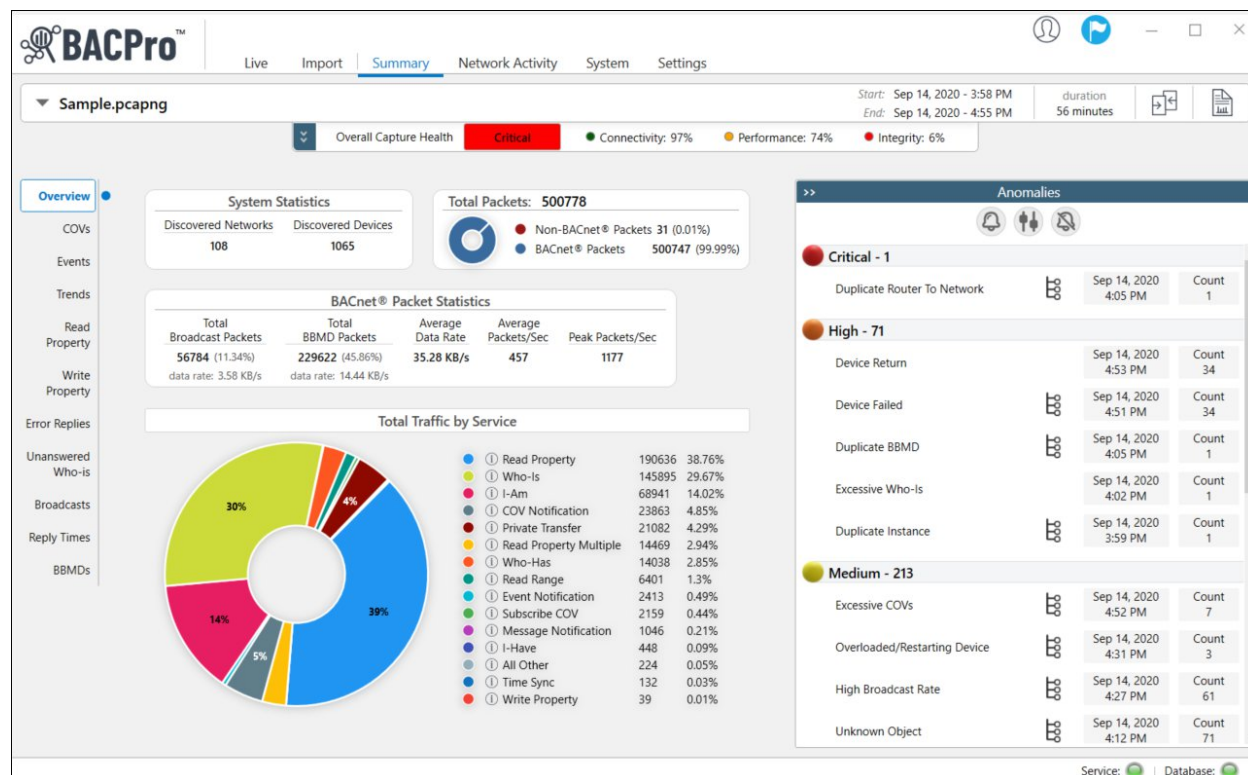 BACPro™
Live Import Summary Network Activity System Settings
Sample.pcapng
Start: Sep 14, 2020 - 3:58 PM
End: Sep 14, 2020 - 4:55 PM
duration
56 minutes
Overall Capture Health Critical Connectivity: 97% Performance: 74% Integrity: 6%
Overview
COVs
Events
Trends
Read
Property
Write
Property
Error Replies
Unanswered
Who-is
Broadcasts
Reply Times
BBMDs
System Statistics
Discovered Networks Discovered Devices
108 1065
Total Packets: 500778
Non-BACnet® Packets 31 (0.01%)
BACnet® Packets 500747 (99.99%)
BACnet® Packet Statistics
Total
Broadcast Packets
56784 (11.34%)
data rate: 3.58 KB/s
Total
BBMD Packets
229622 (45.86%)
data rate: 14.44 KB/s
Average
Data Rate
35.28 KB/s
Average
Packets/Sec
457
Peak Packets/Sec
1177
Total Traffic by Service
30%
4%
39%
14%
5%
Read Property 190636 38.76%
Who-Is 145895 29.67%
I-Am 68941 14.02%
COV Notification 23863 4.85%
Private Transfer 21082 4.29%
Read Property Multiple 14469 2.94%
Who-Has 14038 2.85%
Read Range 6401 1.3%
Event Notification 2413 0.49%
Subscribe COV 2159 0.44%
Message Notification 1046 0.21%
I-Have 448 0.09%
All Other 224 0.05%
Time Sync 132 0.03%
Write Property 39 0.01%
>> Anomalies
Critical - 1
Duplicate Router To Network
Sep 14, 2020
4:05 PM
Count
1
High - 71
Device Return
Sep 14, 2020
4:53 PM
Count
34
Device Failed
Sep 14, 2020
4:51 PM
Count
34
Duplicate BBMD
Sep 14, 2020
4:05 PM
Count
1
Excessive Who-Is
Sep 14, 2020
4:02 PM
Count
1
Duplicate Instance
Sep 14, 2020
3:59 PM
Count
1
Medium - 213
Excessive COVs
Sep 14, 2020
4:52 PM
Count
7
Overloaded/Restarting Device
Sep 14, 2020
4:31 PM
Count
3
High Broadcast Rate
Sep 14, 2020
4:27 PM
Count
61
Unknown Object
Sep 14, 2020
4:12 PM
Count
71
Service: Database: